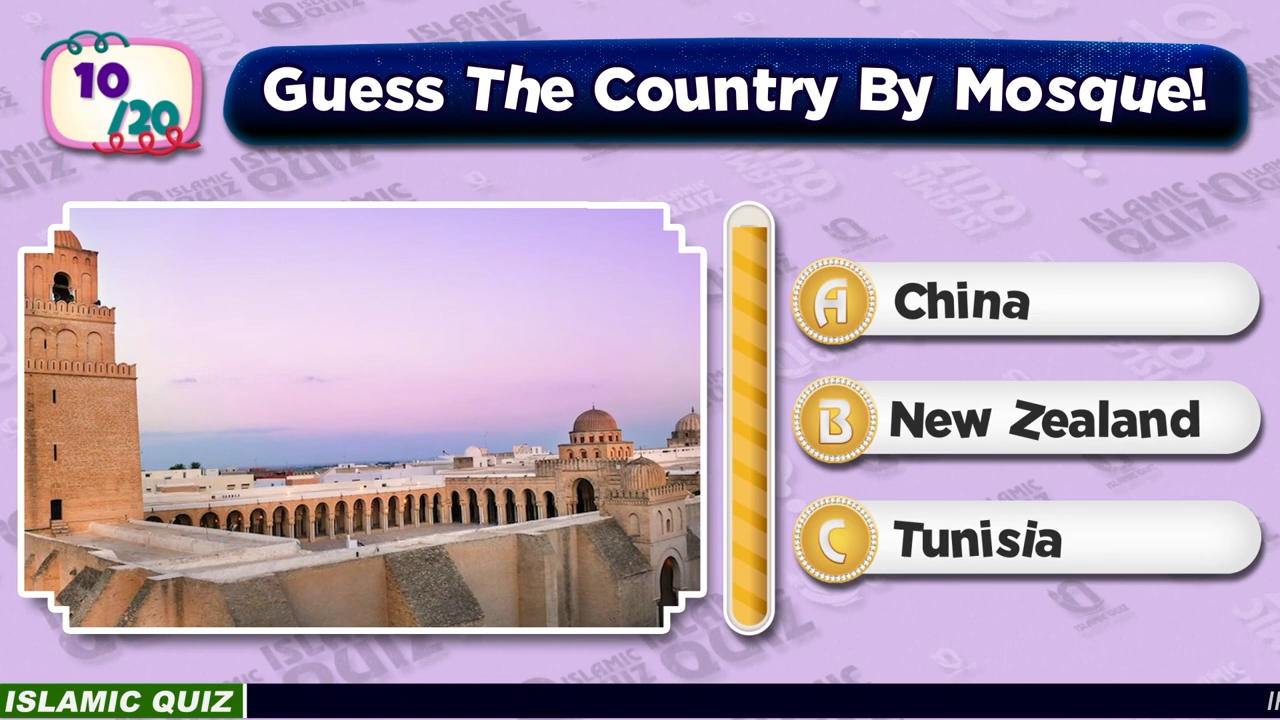 10
/20
Guess The Country By Mosque!
A China
B New Zealand
C Tunisia
ISLAMIC QUIZ